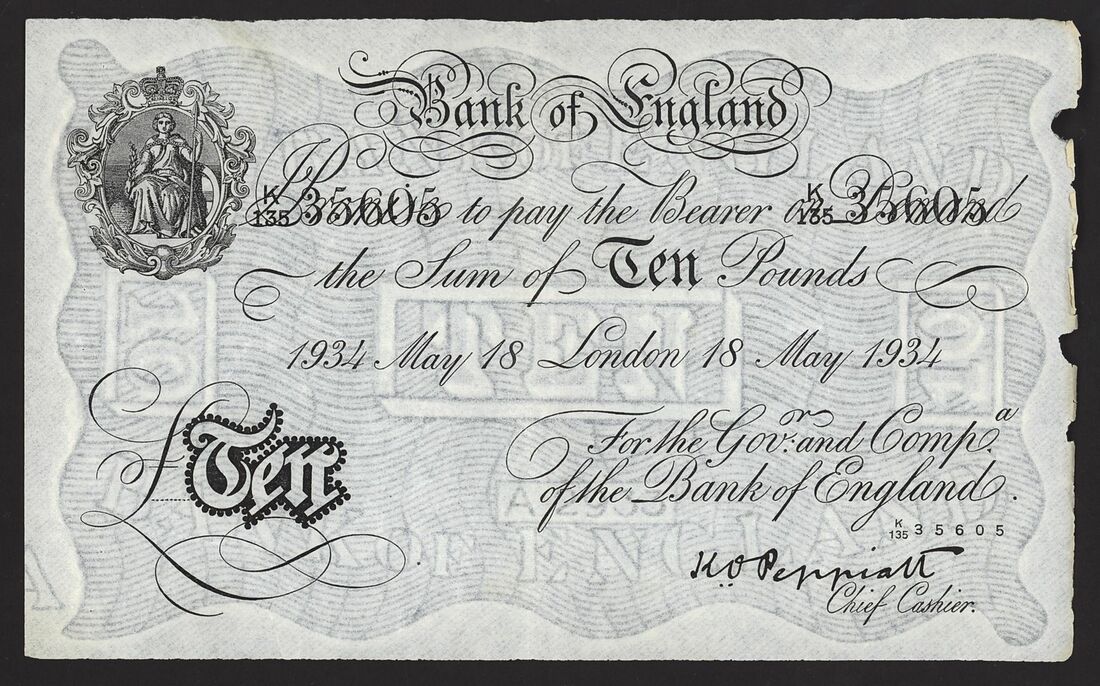 Bank of England
K/135 35605 to pay the Bearer on Demand K/135 35605
the Sum of Ten Pounds
1934 May 18 London 18 May 1934
For the Govr. and Compa.
of the Bank of England.
£ Ten
K/135 35605
K O Peppiatt
Chief Cashier.
TEN